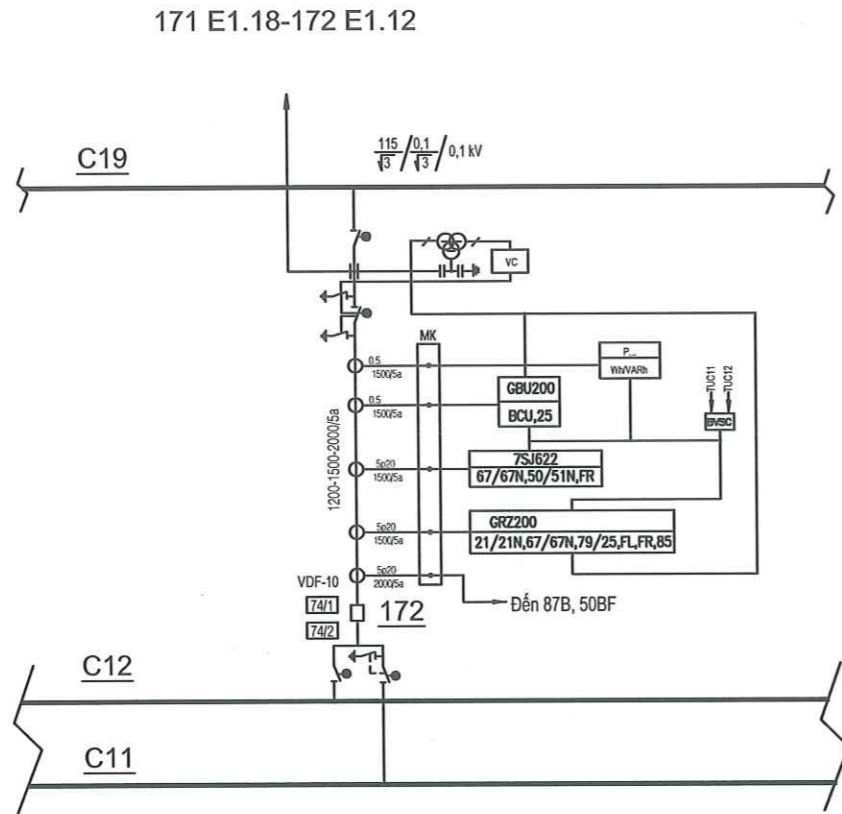 171 E1.18-172 E1.12
C19
115/√3 / 0,1/√3 / 0,1 kV
VC
MK
0.5
1500/5a
P...
Wh/VARh
GBU200
BCU,25
0.5
1500/5a
TUC11
TUC12
BVSC
1200-1500-2000/5a
5p20
1500/5a
7SJ622
67/67N,50/51N,FR
5p20
1500/5a
GRZ200
21/21N,67/67N,79/25,FL,FR,85
5p20
2000/5a
VDF-10
74/1
172
Đến 87B, 50BF
74/2
C12
C11